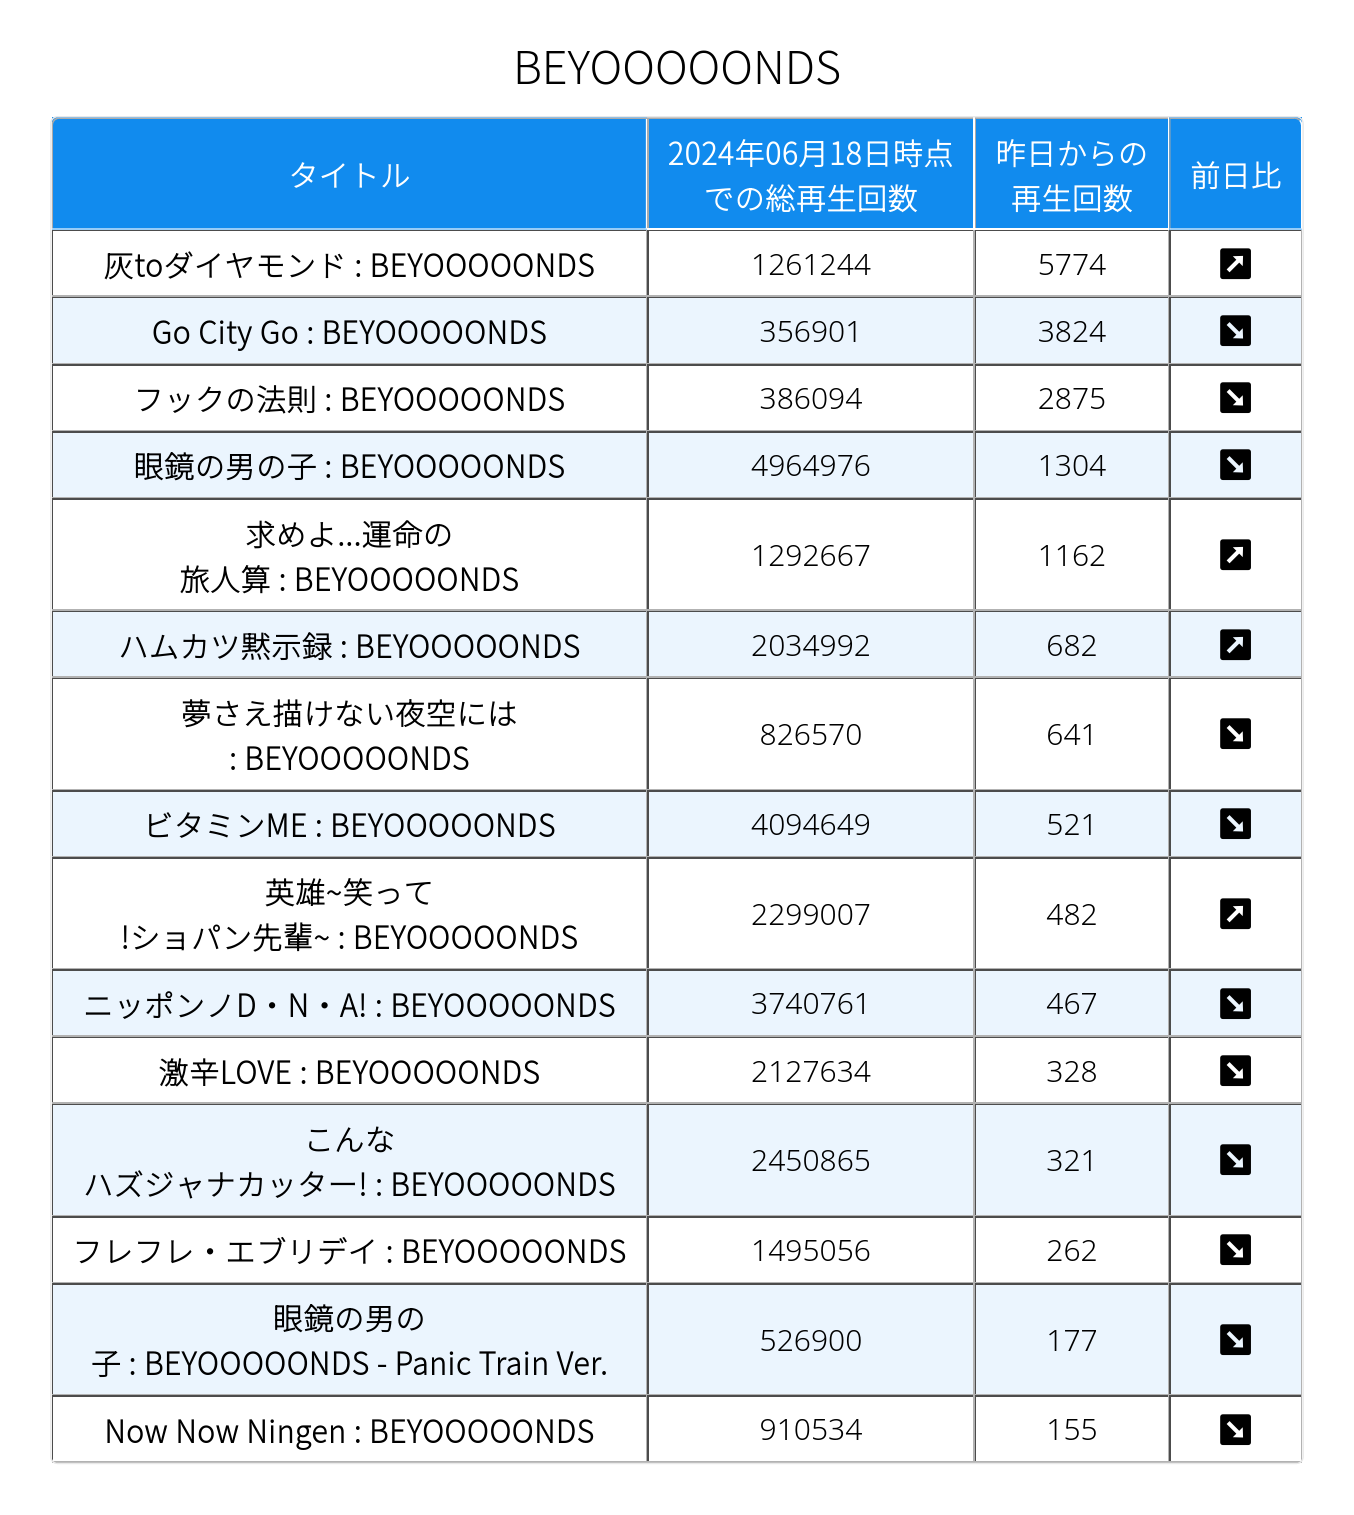 BEYOOOOONDS
タイトル
2024年06月18日時点
での総再生回数
昨日からの
再生回数
前日比
灰toダイヤモンド : BEYOOOOONDS
1261244
5774
Go City Go : BEYOOOOONDS
356901
3824
フックの法則 : BEYOOOOONDS
386094
2875
眼鏡の男の子 : BEYOOOOONDS
4964976
1304
求めよ...運命の
旅人算 : BEYOOOOONDS
1292667
1162
ハムカツ黙示録 : BEYOOOOONDS
2034992
682
夢さえ描けない夜空には
: BEYOOOOONDS
826570
641
ビタミンME : BEYOOOOONDS
4094649
521
英雄~笑って
!ショパン先輩~ : BEYOOOOONDS
2299007
482
ニッポンノD・N・A! : BEYOOOOONDS
3740761
467
激辛LOVE : BEYOOOOONDS
2127634
328
こんな
ハズジャナカッター! : BEYOOOOONDS
2450865
321
フレフレ・エブリデイ : BEYOOOOONDS
1495056
262
眼鏡の男の
子 : BEYOOOOONDS - Panic Train Ver.
526900
177
Now Now Ningen : BEYOOOOONDS
910534
155